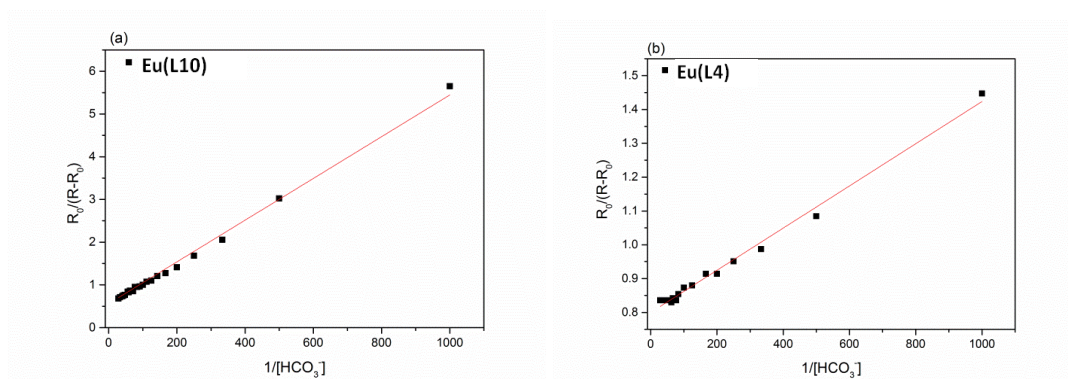 (a)
Eu(L10)
6
5
4
3
2
1
0
R₀/(R-R₀)
0 200 400 600 800 1000
1/[HCO₃⁻]
(b)
Eu(L4)
1.5
1.4
1.3
1.2
1.1
1.0
0.9
0.8
R₀/(R-R₀)
0 200 400 600 800 1000
1/[HCO₃⁻]